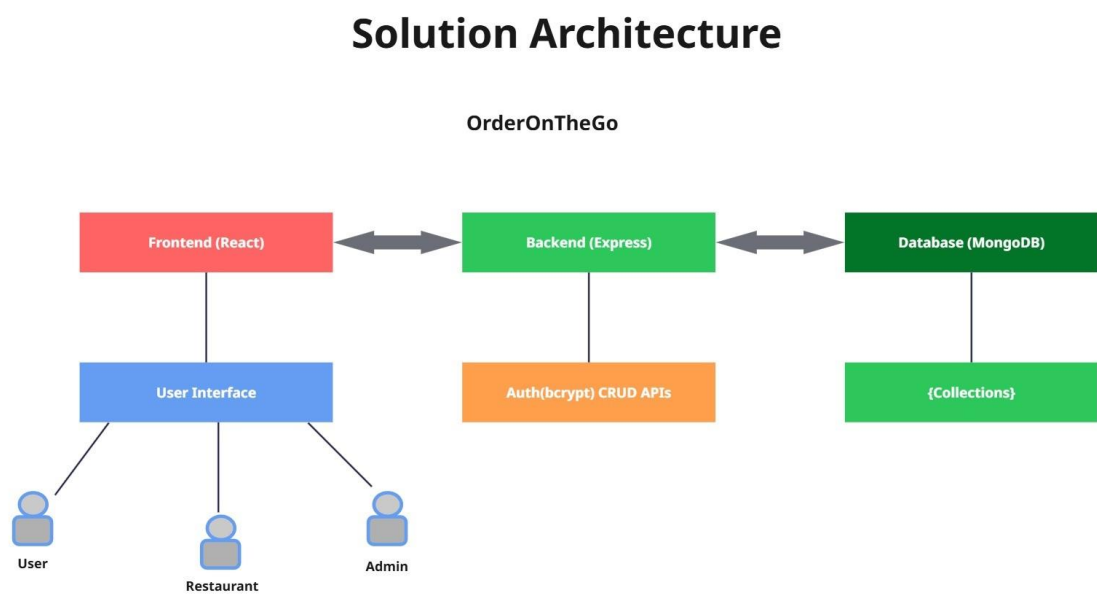 Solution Architecture
OrderOnTheGo
Frontend (React)
Backend (Express)
Database (MongoDB)
User Interface
Auth(bcrypt) CRUD APIs
{Collections}
User
Restaurant
Admin